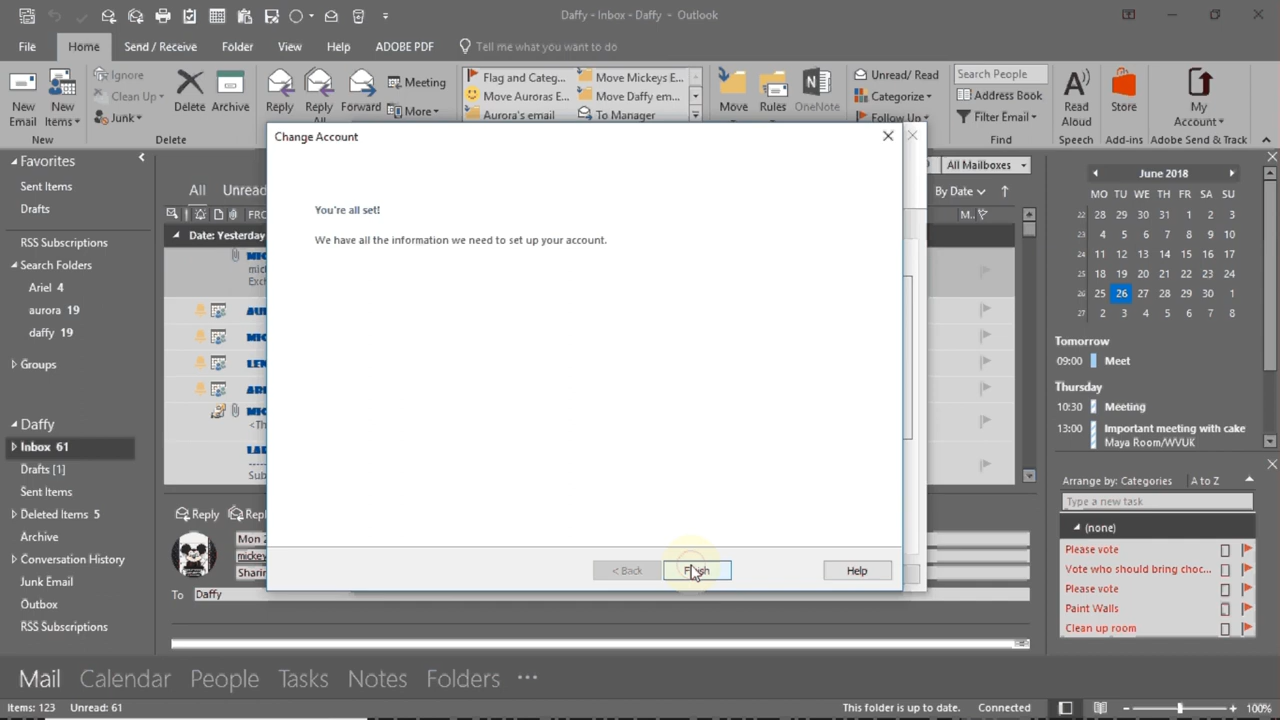 Daffy - Inbox - Daffy - Outlook
File Home Send / Receive Folder View Help ADOBE PDF Tell me what you want to do
New Email
New Items
Ignore
Clean Up
Junk
Delete
Archive
Reply
Reply All
Forward
Meeting
More
Flag and Categ...
Move Auroras E...
Aurora's email
Move Mickeys E...
Move Daffy em...
To Manager
Move
Rules
OneNote
Unread/ Read
Categorize
Follow Up
Search People
Address Book
Filter Email
Read Aloud
Store
My Account
New
Delete
Find
Speech
Add-ins
Adobe Send & Track
Favorites
Sent Items
Drafts
RSS Subscriptions
Search Folders
Ariel 4
aurora 19
daffy 19
Groups
Daffy
Inbox 61
Drafts [1]
Sent Items
Deleted Items 5
Archive
Conversation History
Junk Email
Outbox
RSS Subscriptions
All Unread
All Mailboxes
By Date
Date: Yesterday
Change Account
You're all set!
We have all the information we need to set up your account.
< Back Finish Help
Reply
Mon 2
mickey
To Daffy
June 2018
MO TU WE TH FR SA SU
22 28 29 30 31 1 2 3
23 4 5 6 7 8 9 10
24 11 12 13 14 15 16 17
25 18 19 20 21 22 23 24
26 25 26 27 28 29 30 1
27 2 3 4 5 6 7 8
Tomorrow
09:00 Meet
Thursday
10:30 Meeting
13:00 Important meeting with cake
Maya Room/WVUK
Arrange by: Categories A to Z
Type a new task
(none)
Please vote
Vote who should bring choc...
Please vote
Paint Walls
Clean up room
Mail Calendar People Tasks Notes Folders ...
Items: 123 Unread: 61 This folder is up to date. Connected 100%